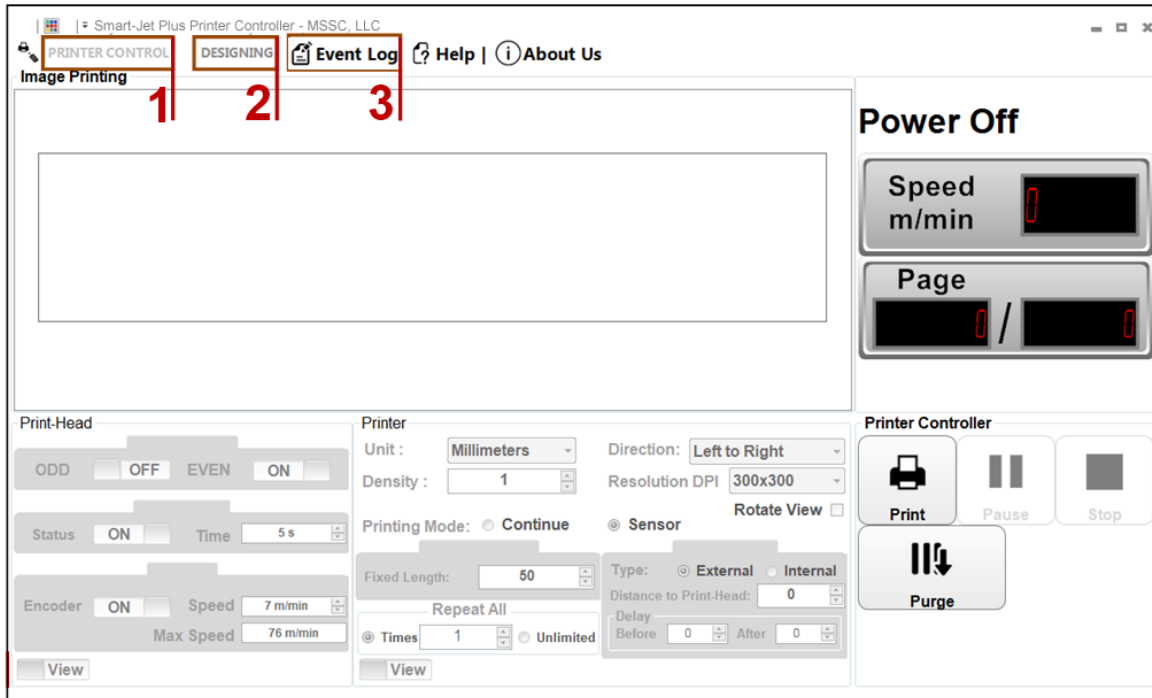 Smart-Jet Plus Printer Controller - MSSC, LLC
PRINTER CONTROL DESIGNING Event Log Help | i About Us
1 2 3
Image Printing
Power Off
Speed
m/min
0
Page
0 / 0
Print-Head
ODD OFF EVEN ON
Status ON Time 5 s
Encoder ON Speed 7 m/min
Max Speed 76 m/min
View
Printer
Unit : Millimeters Direction: Left to Right
Density : 1 Resolution DPI 300x300
Rotate View
Printing Mode: Continue Sensor
Fixed Length: 50
Repeat All
Times 1 Unlimited
View
Type: External Internal
Distance to Print-Head: 0
Delay
Before 0 After 0
Printer Controller
Print Pause Stop
Purge